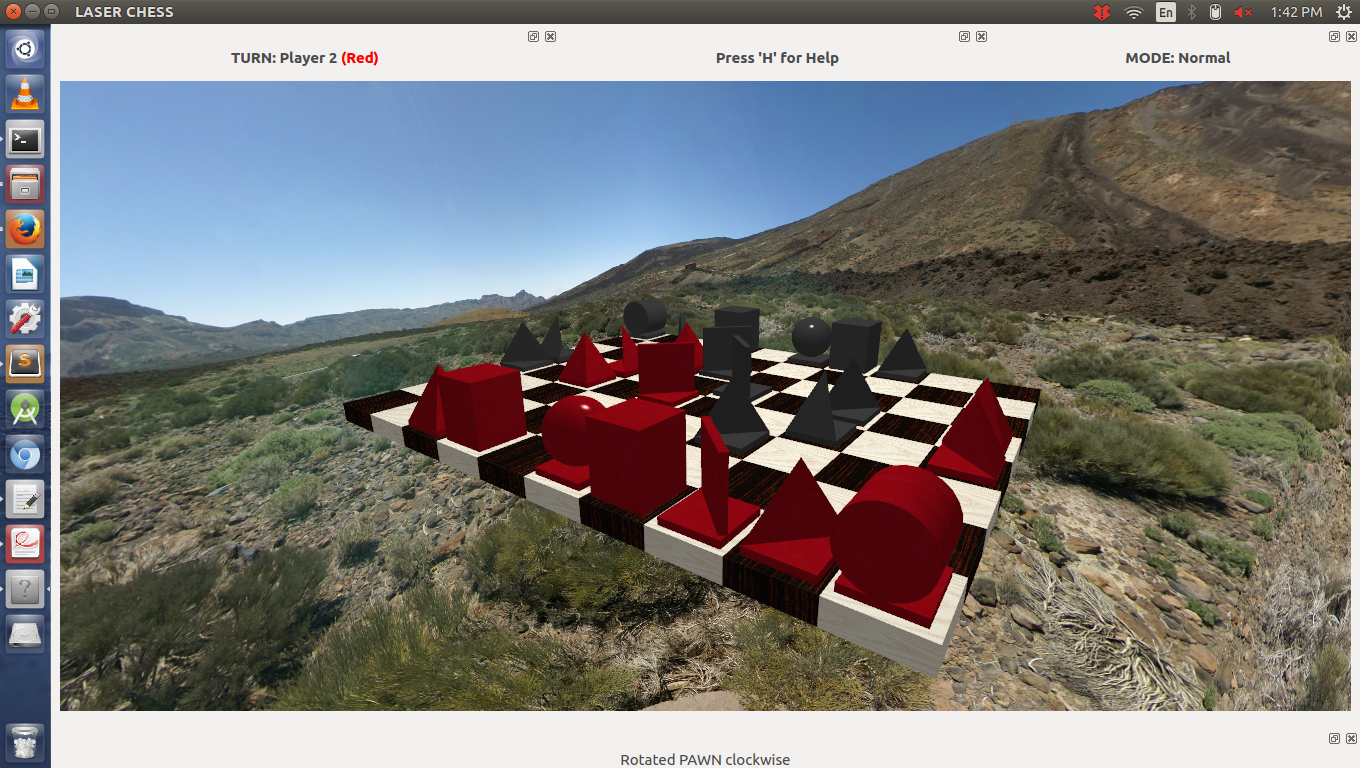 LASER CHESS
En
1:42 PM
TURN: Player 2 (Red)
Press 'H' for Help
MODE: Normal
Rotated PAWN clockwise